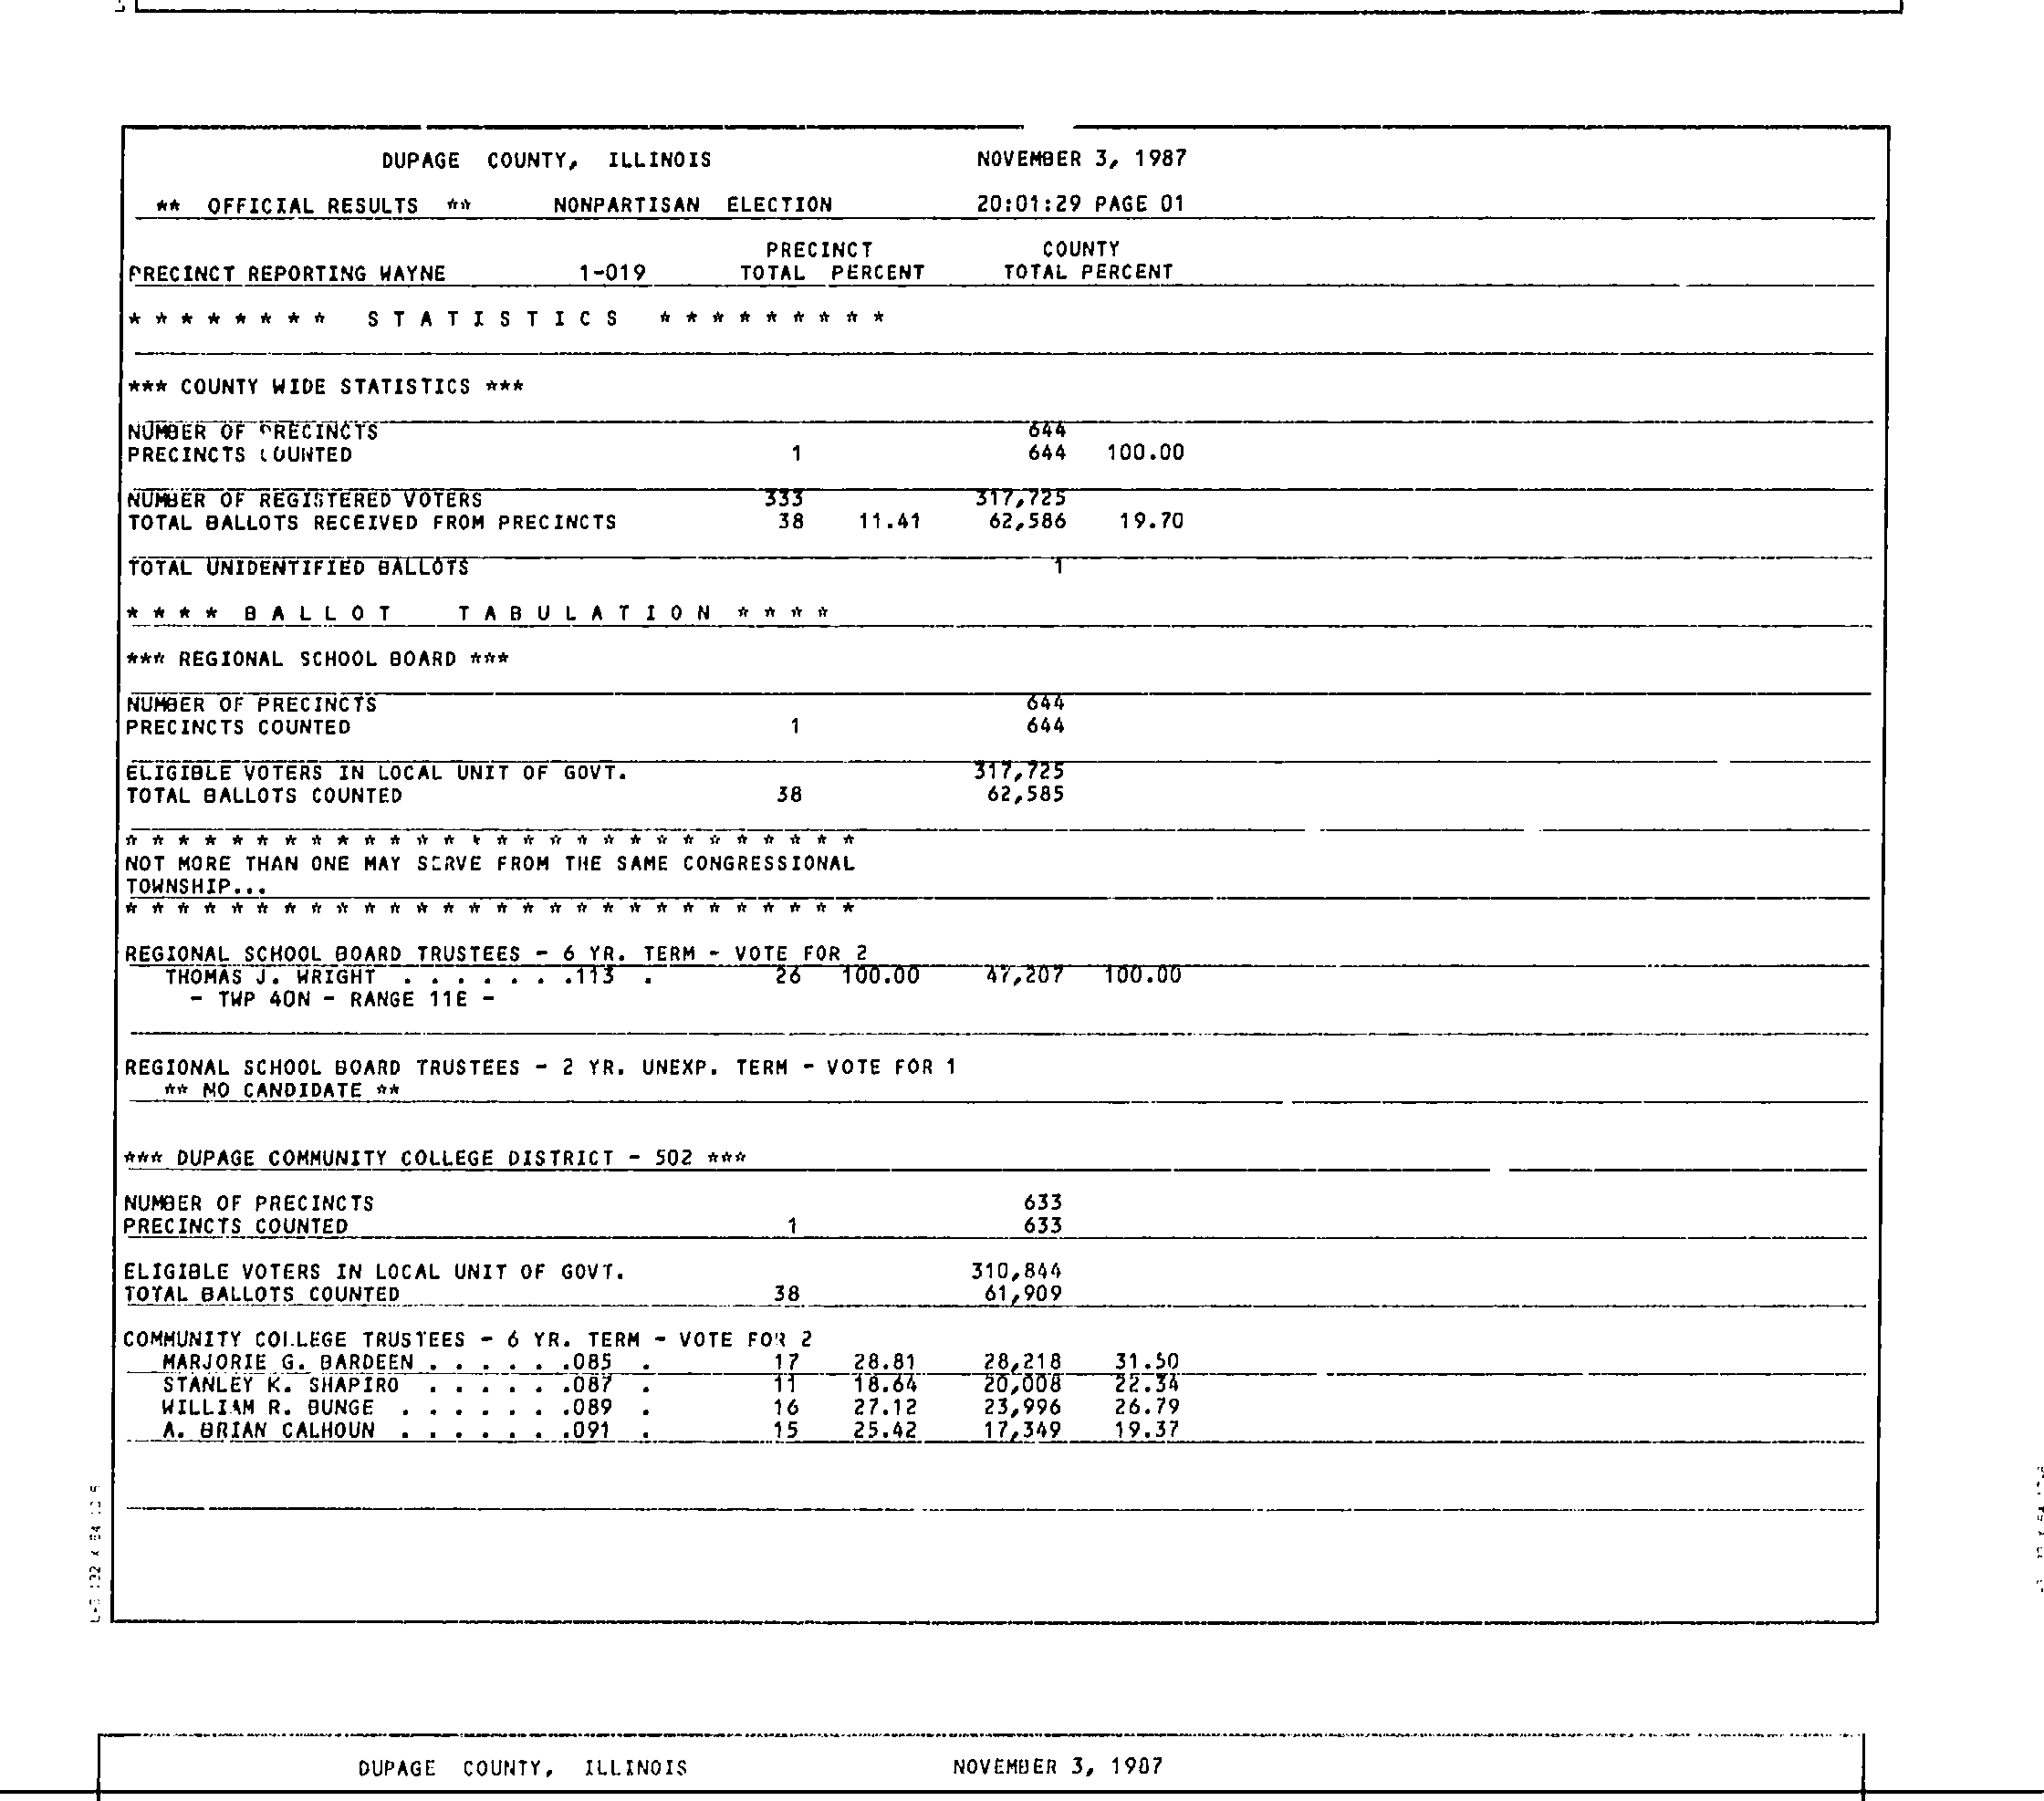 DUPAGE COUNTY, ILLINOIS NOVEMBER 3, 1987
** OFFICIAL RESULTS ** NONPARTISAN ELECTION 20:01:29 PAGE 01
PRECINCT COUNTY
PRECINCT REPORTING WAYNE 1-019 TOTAL PERCENT TOTAL PERCENT
* * * * * * * * S T A T I S T I C S * * * * * * * * *
*** COUNTY WIDE STATISTICS ***
NUMBER OF PRECINCTS 644
PRECINCTS COUNTED 1 644 100.00
NUMBER OF REGISTERED VOTERS 333 317,725
TOTAL BALLOTS RECEIVED FROM PRECINCTS 38 11.41 62,586 19.70
TOTAL UNIDENTIFIED BALLOTS 1
* * * * B A L L O T T A B U L A T I O N * * * *
*** REGIONAL SCHOOL BOARD ***
NUMBER OF PRECINCTS 644
PRECINCTS COUNTED 1 644
ELIGIBLE VOTERS IN LOCAL UNIT OF GOVT. 317,725
TOTAL BALLOTS COUNTED 38 62,585
* * * * * * * * * * * * * * * * * * * * * * * * * * * *
NOT MORE THAN ONE MAY SERVE FROM THE SAME CONGRESSIONAL
TOWNSHIP...
* * * * * * * * * * * * * * * * * * * * * * * * * * * *
REGIONAL SCHOOL BOARD TRUSTEES - 6 YR. TERM - VOTE FOR 2
THOMAS J. WRIGHT . . . . . . .113 . 26 100.00 47,207 100.00
- TWP 40N - RANGE 11E -
REGIONAL SCHOOL BOARD TRUSTEES - 2 YR. UNEXP. TERM - VOTE FOR 1
** NO CANDIDATE **
*** DUPAGE COMMUNITY COLLEGE DISTRICT - 502 ***
NUMBER OF PRECINCTS 633
PRECINCTS COUNTED 1 633
ELIGIBLE VOTERS IN LOCAL UNIT OF GOVT. 310,844
TOTAL BALLOTS COUNTED 38 61,909
COMMUNITY COLLEGE TRUSTEES - 6 YR. TERM - VOTE FOR 2
MARJORIE G. BARDEEN . . . . . .085 . 17 28.81 28,218 31.50
STANLEY K. SHAPIRO . . . . . .087 . 11 18.64 20,008 22.34
WILLIAM R. BUNGE . . . . . . .089 . 16 27.12 23,996 26.79
A. BRIAN CALHOUN . . . . . . .091 . 15 25.42 17,349 19.37
DUPAGE COUNTY, ILLINOIS NOVEMBER 3, 1987